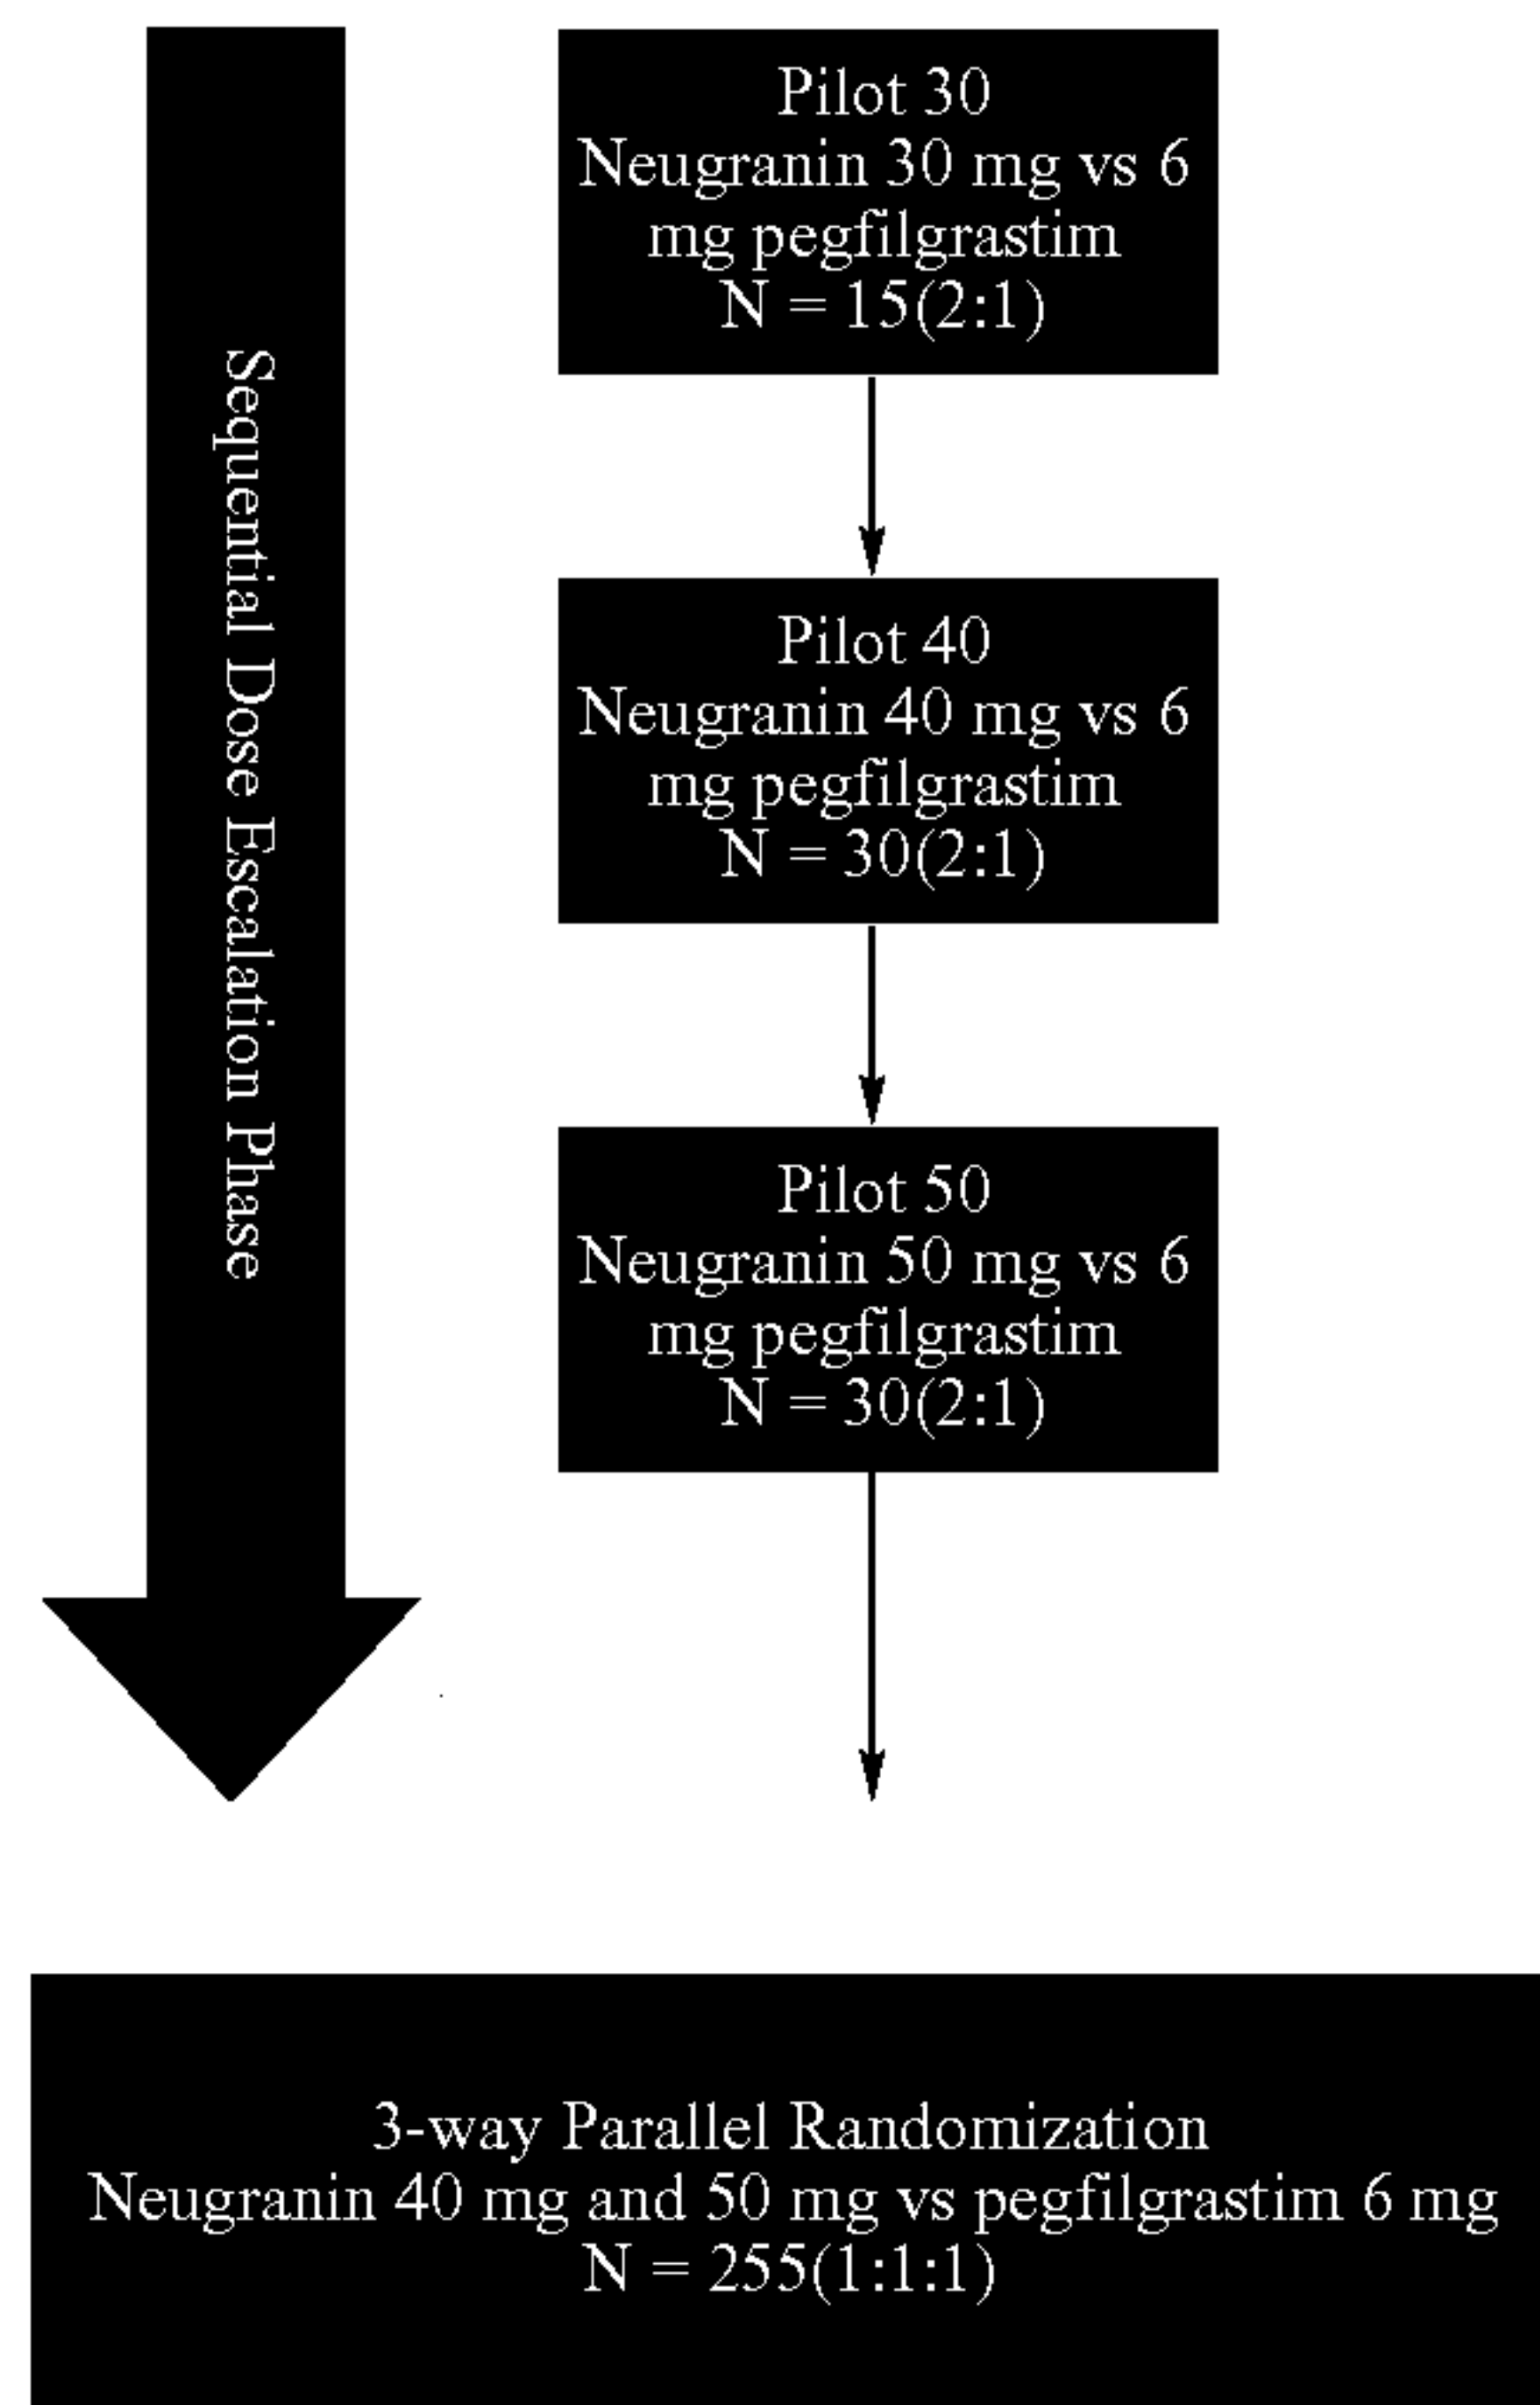 Sequential Dose Escalation Phase
Pilot 30
Neugranin 30 mg vs 6
mg pegfilgrastim
N = 15(2:1)
Pilot 40
Neugranin 40 mg vs 6
mg pegfilgrastim
N = 30(2:1)
Pilot 50
Neugranin 50 mg vs 6
mg pegfilgrastim
N = 30(2:1)
3-way Parallel Randomization
Neugranin 40 mg and 50 mg vs pegfilgrastim 6 mg
N = 255(1:1:1)